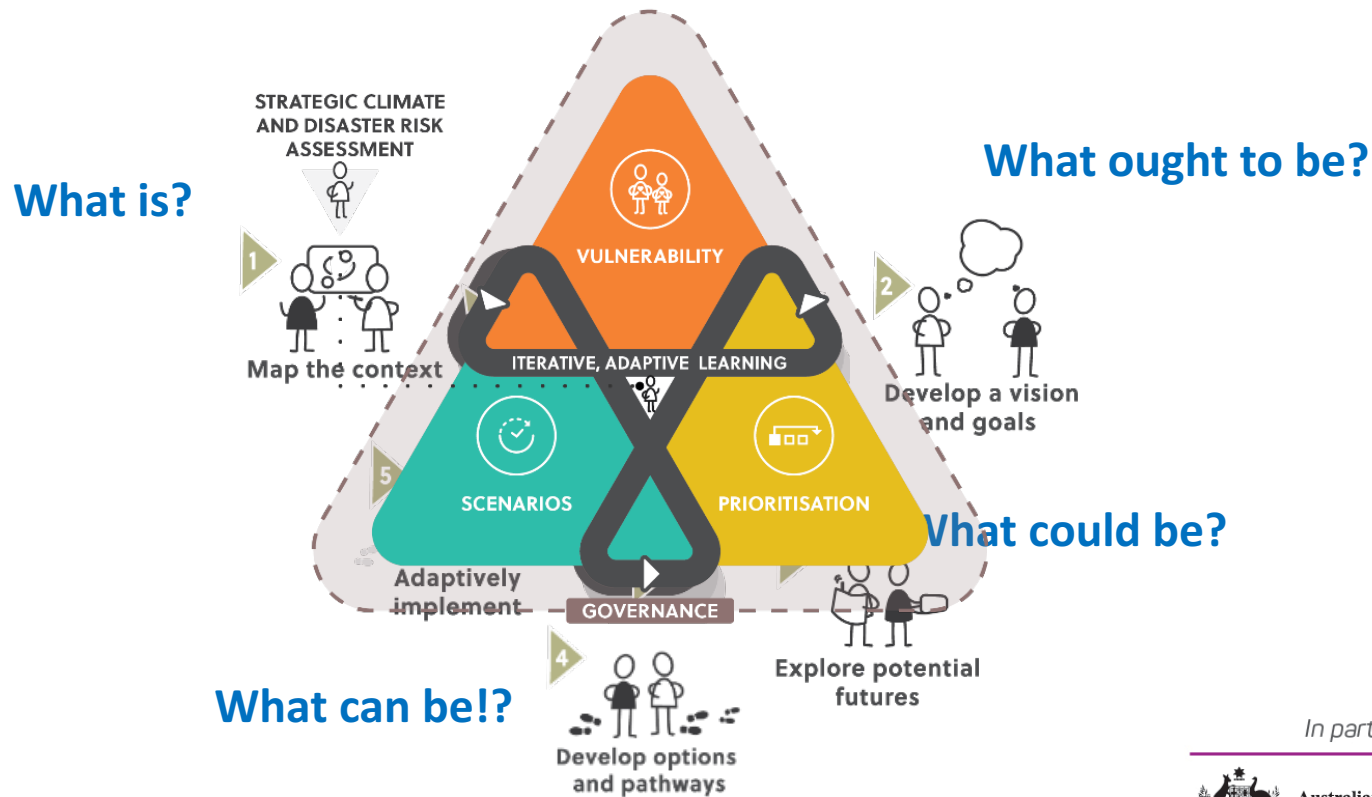 STRATEGIC CLIMATE
AND DISASTER RISK
ASSESSMENT
What is?
What ought to be?
1
Map the context
VULNERABILITY
2
Develop a vision
and goals
ITERATIVE, ADAPTIVE LEARNING
SCENARIOS
PRIORITISATION
5
Adaptively
implement
What could be?
GOVERNANCE
Explore potential
futures
4
What can be!?
Develop options
and pathways
In part
Australia